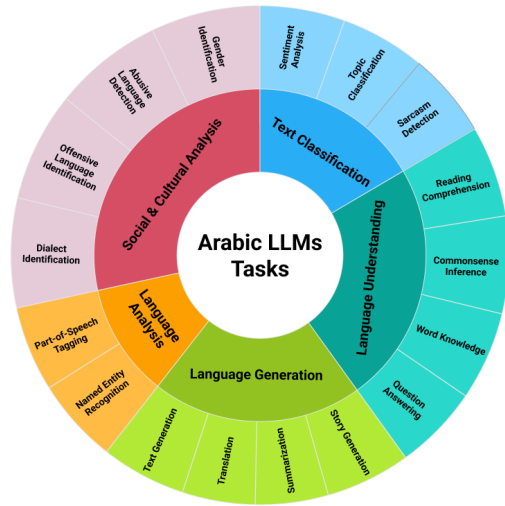 Arabic LLMs
Tasks
Text Classification
Sentiment
Analysis
Topic
Classification
Sarcasm
Detection
Language Understanding
Reading
Comprehension
Commonsense
Inference
Word Knowledge
Question
Answering
Language Generation
Story Generation
Summarization
Translation
Text Generation
Language
Analysis
Named Entity
Recognition
Part-of-Speech
Tagging
Social & Cultural Analysis
Dialect
Identification
Offensive
Language
Identification
Abusive
Language
Detection
Gender
Identification